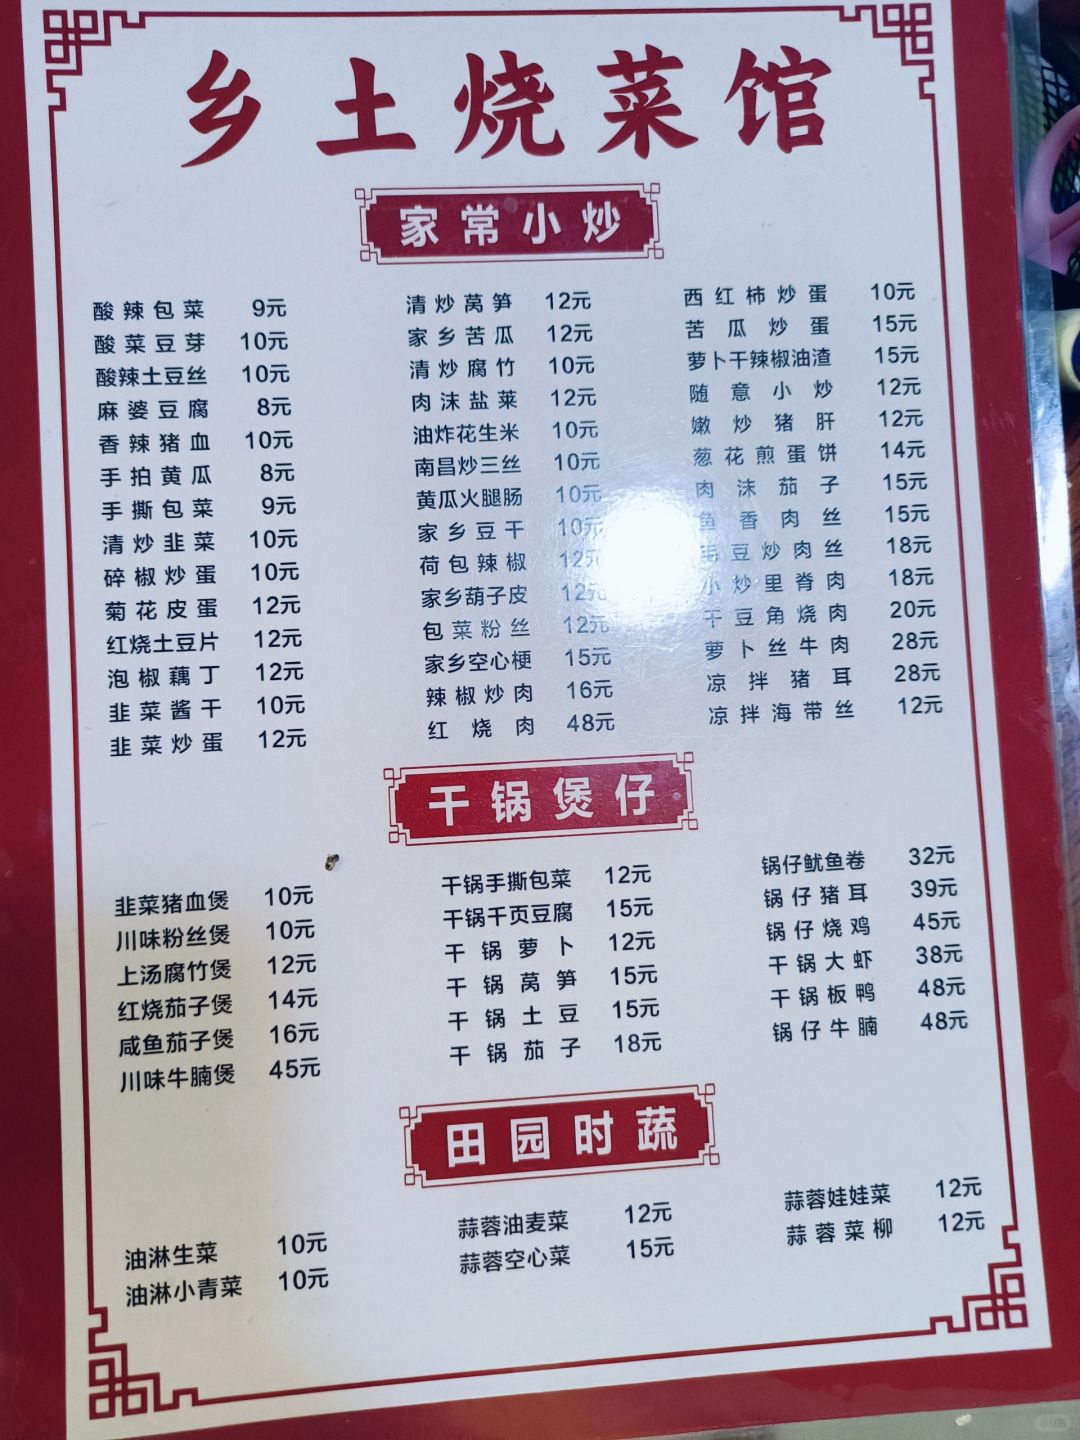 乡土烧菜馆
家常小炒
酸辣包菜 9元
酸菜豆芽 10元
酸辣土豆丝 10元
麻婆豆腐 8元
香辣猪血 10元
手拍黄瓜 8元
手撕包菜 9元
清炒韭菜 10元
碎椒炒蛋 10元
菊花皮蛋 12元
红烧土豆片 12元
泡椒藕丁 12元
韭菜酱干 10元
韭菜炒蛋 12元
清炒莴笋 12元
家乡苦瓜 12元
清炒腐竹 10元
肉沫盐菜 12元
油炸花生米 10元
南昌炒三丝 10元
黄瓜火腿肠 10元
家乡豆干 10元
荷包辣椒 12元
家乡葫子皮 12元
包菜粉丝 12元
家乡空心梗 15元
辣椒炒肉 16元
红烧肉 48元
西红柿炒蛋 10元
苦瓜炒蛋 15元
萝卜干辣椒油渣 15元
随意小炒 12元
嫩炒猪肝 12元
葱花煎蛋饼 14元
肉沫茄子 15元
鱼香肉丝 15元
毛豆炒肉丝 18元
小炒里脊肉 18元
干豆角烧肉 20元
萝卜丝牛肉 28元
凉拌猪耳 28元
凉拌海带丝 12元
干锅煲仔
韭菜猪血煲 10元
川味粉丝煲 10元
上汤腐竹煲 12元
红烧茄子煲 14元
咸鱼茄子煲 16元
川味牛腩煲 45元
干锅手撕包菜 12元
干锅千页豆腐 15元
干锅萝卜 12元
干锅莴笋 15元
干锅土豆 15元
干锅茄子 18元
锅仔鱿鱼卷 32元
锅仔猪耳 39元
锅仔烧鸡 45元
干锅大虾 38元
干锅板鸭 48元
锅仔牛腩 48元
田园时蔬
油淋生菜 10元
油淋小青菜 10元
蒜蓉油麦菜 12元
蒜蓉空心菜 15元
蒜蓉娃娃菜 12元
蒜蓉菜柳 12元